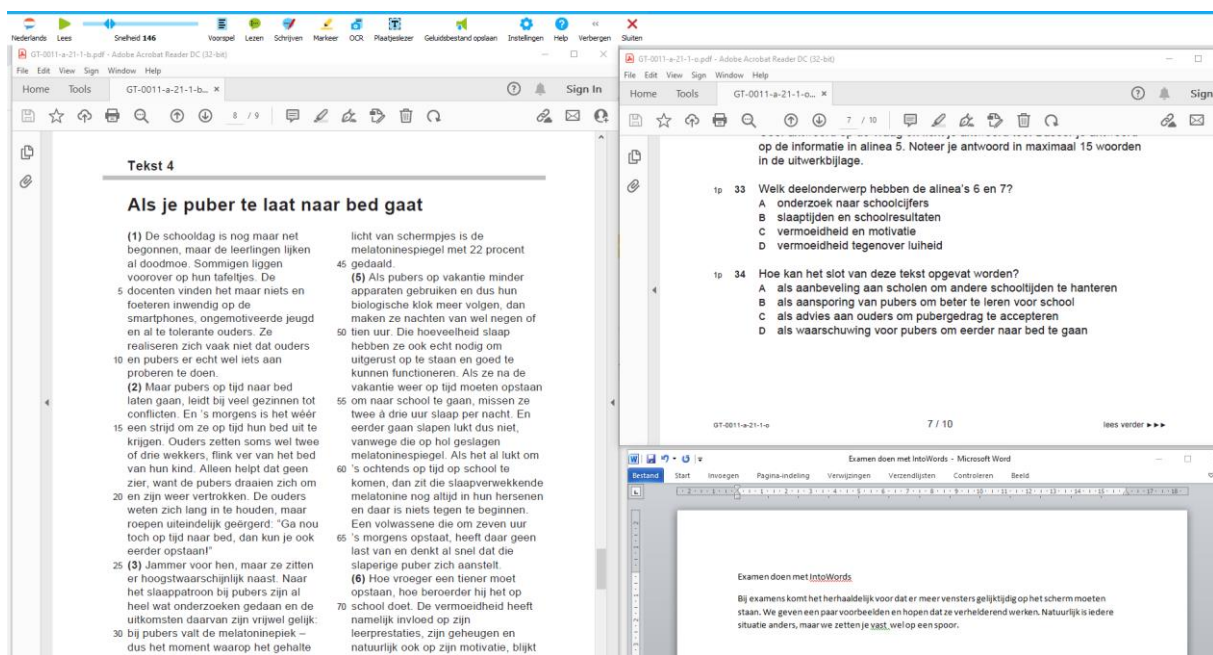 Nederlands Lees Snelheid 146 Voorspel Lezen Schrijven Markeer OCR Plaatjeslezer Geluidsbestand opslaan Instellingen Help Verbergen Sluiten
GT-0011-a-21-1-b.pdf - Adobe Acrobat Reader DC (32-bit)
File Edit View Sign Window Help
Home Tools GT-0011-a-21-1-b... × Sign In
8 / 9
Tekst 4
Als je puber te laat naar bed gaat
(1) De schooldag is nog maar net
begonnen, maar de leerlingen lijken
al doodmoe. Sommigen liggen
voorover op hun tafeltjes. De
5 docenten vinden het maar niets en
foeteren inwendig op de
smartphones, ongemotiveerde jeugd
en al te tolerante ouders. Ze
realiseren zich vaak niet dat ouders
10 en pubers er echt wel iets aan
proberen te doen.
(2) Maar pubers op tijd naar bed
laten gaan, leidt bij veel gezinnen tot
conflicten. En 's morgens is het wéér
15 een strijd om ze op tijd hun bed uit te
krijgen. Ouders zetten soms wel twee
of drie wekkers, flink ver van het bed
van hun kind. Alleen helpt dat geen
zier, want de pubers draaien zich om
20 en zijn weer vertrokken. De ouders
weten zich lang in te houden, maar
roepen uiteindelijk geërgerd: "Ga nou
toch op tijd naar bed, dan kun je ook
eerder opstaan!"
25 (3) Jammer voor hen, maar ze zitten
er hoogstwaarschijnlijk naast. Naar
het slaappatroon bij pubers zijn al
heel wat onderzoeken gedaan en de
uitkomsten daarvan zijn vrijwel gelijk:
30 bij pubers valt de melatoninepiek –
dus het moment waarop het gehalte
licht van schermpjes is de
melatoninespiegel met 22 procent
45 gedaald.
(5) Als pubers op vakantie minder
apparaten gebruiken en dus hun
biologische klok meer volgen, dan
maken ze nachten van wel negen of
50 tien uur. Die hoeveelheid slaap
hebben ze ook echt nodig om
uitgerust op te staan en goed te
kunnen functioneren. Als ze na de
vakantie weer op tijd moeten opstaan
55 om naar school te gaan, missen ze
twee à drie uur slaap per nacht. En
eerder gaan slapen lukt dus niet,
vanwege die op hol geslagen
melatoninespiegel. Als het al lukt om
60 's ochtends op tijd op school te
komen, dan zit die slaapverwekkende
melatonine nog altijd in hun hersenen
en daar is niets tegen te beginnen.
Een volwassene die om zeven uur
65 's morgens opstaat, heeft daar geen
last van en denkt al snel dat die
slaperige puber zich aanstelt.
(6) Hoe vroeger een tiener moet
opstaan, hoe beroerder hij het op
70 school doet. De vermoeidheid heeft
namelijk invloed op zijn
leerprestaties, zijn geheugen en
natuurlijk ook op zijn motivatie, blijkt
GT-0011-a-21-1-o.pdf - Adobe Acrobat Reader DC (32-bit)
File Edit View Sign Window Help
Home Tools GT-0011-a-21-1-o... × Sign
7 / 10
op de informatie in alinea 5. Noteer je antwoord in maximaal 15 woorden
in de uitwerkbijlage.
1p 33 Welk deelonderwerp hebben de alinea's 6 en 7?
A onderzoek naar schoolcijfers
B slaaptijden en schoolresultaten
C vermoeidheid en motivatie
D vermoeidheid tegenover luiheid
1p 34 Hoe kan het slot van deze tekst opgevat worden?
A als aanbeveling aan scholen om andere schooltijden te hanteren
B als aansporing van pubers om beter te leren voor school
C als advies aan ouders om pubergedrag te accepteren
D als waarschuwing voor pubers om eerder naar bed te gaan
GT-0011-a-21-1-o 7 / 10 lees verder ►►►
Examen doen met IntoWords - Microsoft Word
Bestand Start Invoegen Pagina-indeling Verwijzingen Verzendlijsten Controleren Beeld
Examen doen met IntoWords
Bij examens komt het herhaaldelijk voor dat er meer vensters gelijktijdig op het scherm moeten
staan. We geven een paar voorbeelden en hopen dat ze verhelderend werken. Natuurlijk is iedere
situatie anders, maar we zetten je vast wel op een spoor.